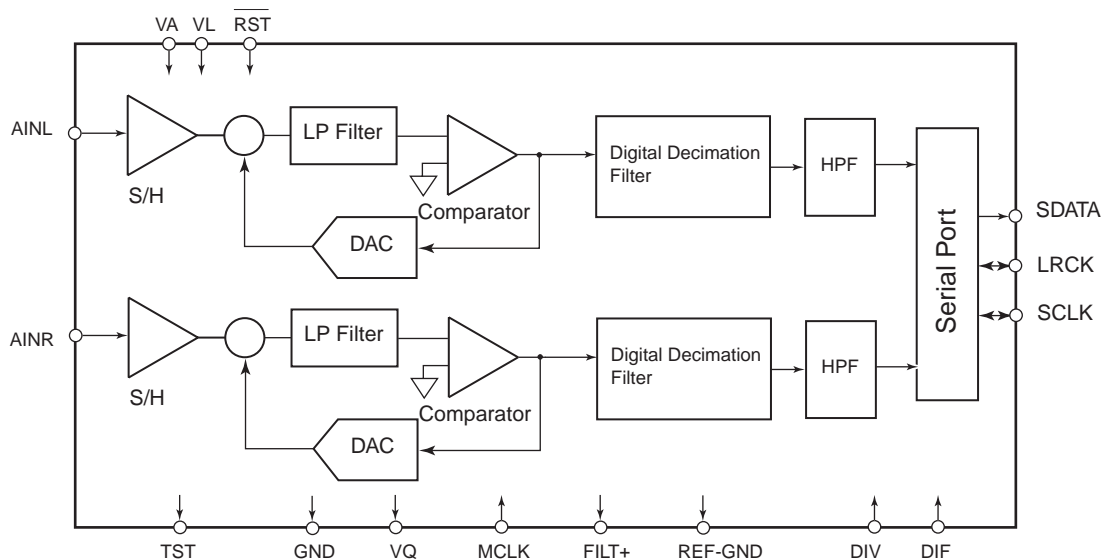 VA VL RST
AINL
S/H
LP Filter
Comparator
DAC
Digital Decimation
Filter
HPF
Serial Port
SDATA
LRCK
SCLK
AINR
S/H
LP Filter
Comparator
DAC
Digital Decimation
Filter
HPF
TST GND VQ MCLK FILT+ REF-GND DIV DIF